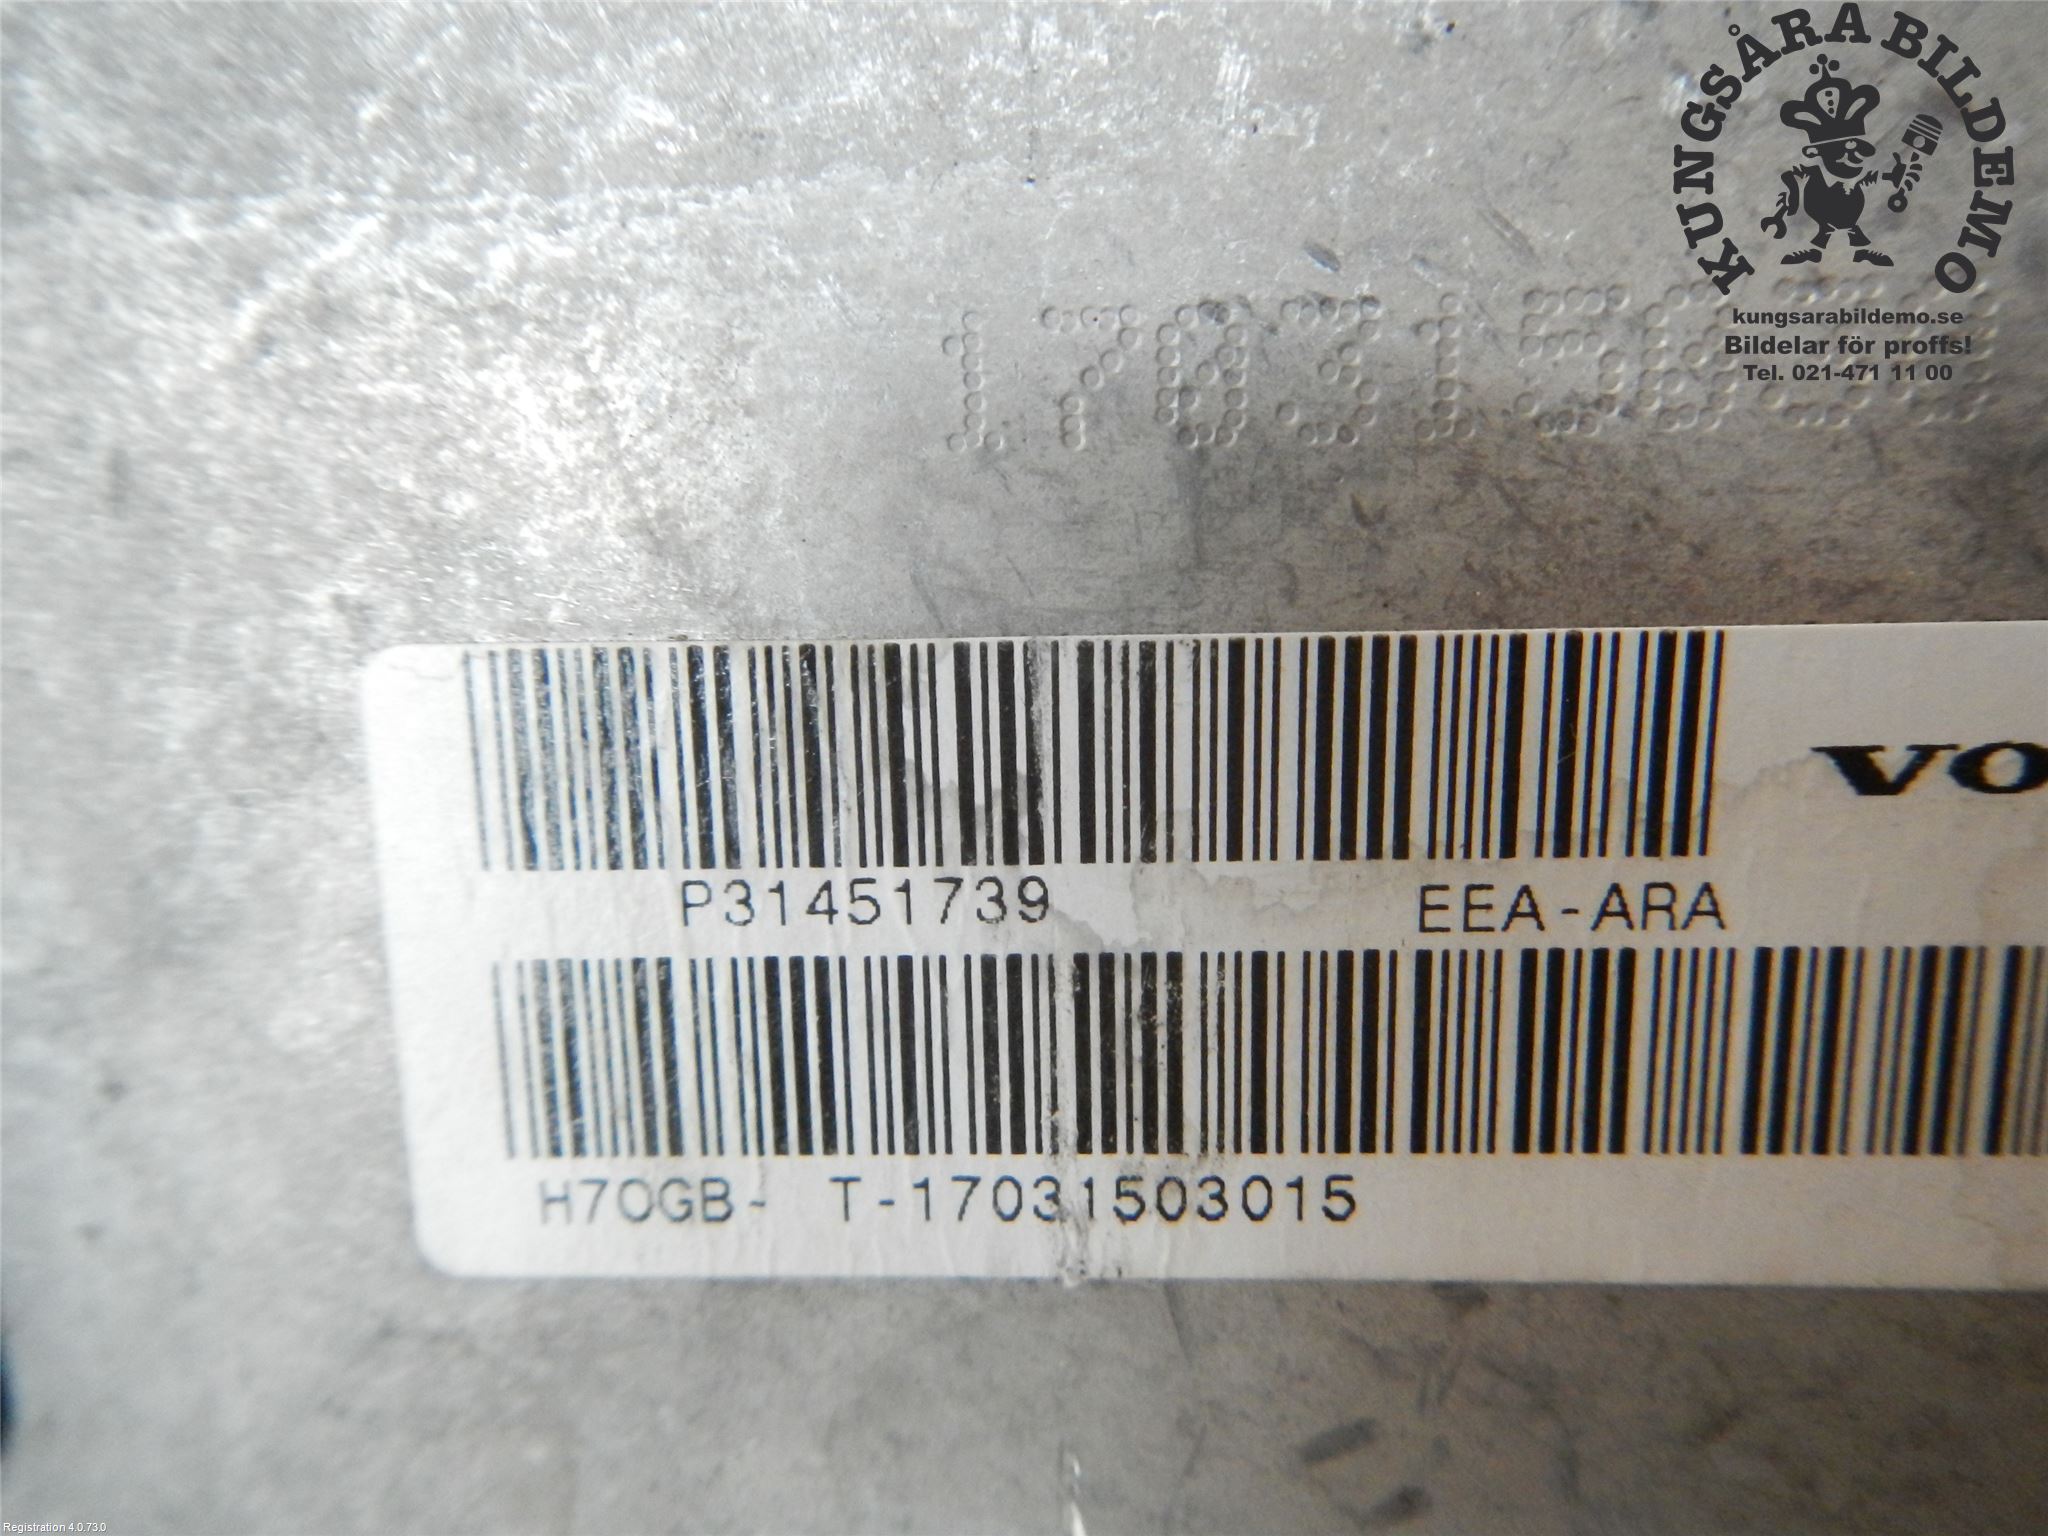 KUNGSÅRA BILDEMO
kungsarabildemo.se
Bildelar för proffs!
Tel. 021-471 11 00
VO
P31451739 EEA-ARA
H7OGB- T-17031503015
Registration 4.0.73.0